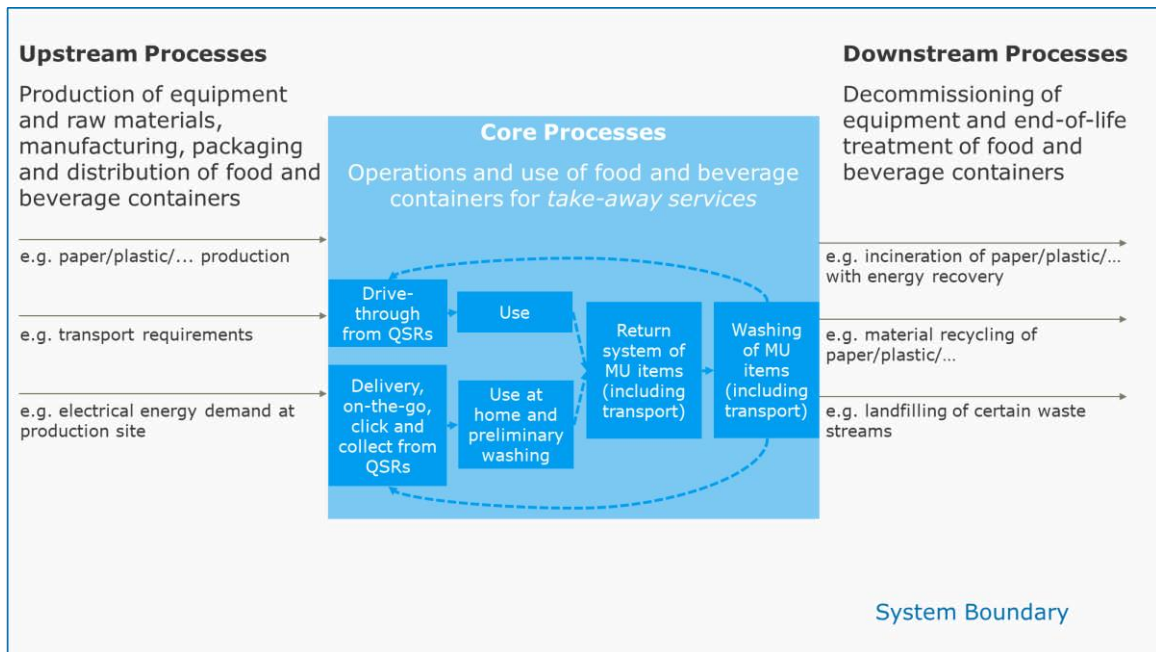 Upstream Processes
Production of equipment
and raw materials,
manufacturing, packaging
and distribution of food and
beverage containers
e.g. paper/plastic/... production
e.g. transport requirements
e.g. electrical energy demand at
production site
Core Processes
Operations and use of food and beverage
containers for take-away services
Drive-
through
from QSRs
Use
Delivery,
on-the-go,
click and
collect from
QSRs
Use at
home and
preliminary
washing
Return
system of
MU items
(including
transport)
Washing
of MU
items
(including
transport)
Downstream Processes
Decommissioning of
equipment and end-of-life
treatment of food and
beverage containers
e.g. incineration of paper/plastic/...
with energy recovery
e.g. material recycling of
paper/plastic/...
e.g. landfilling of certain waste
streams
System Boundary